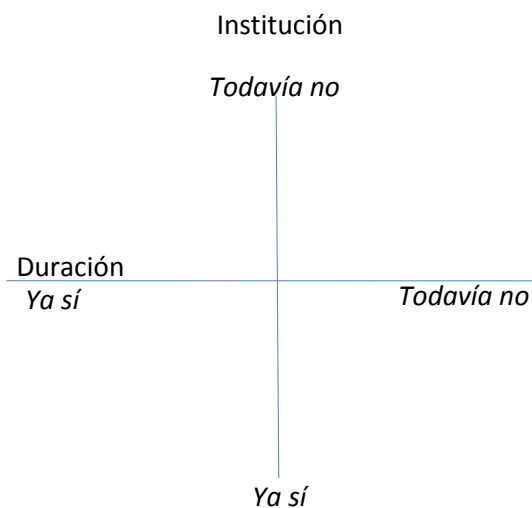 Institución
Todavía no
Duración
Ya sí
Todavía no
Ya sí